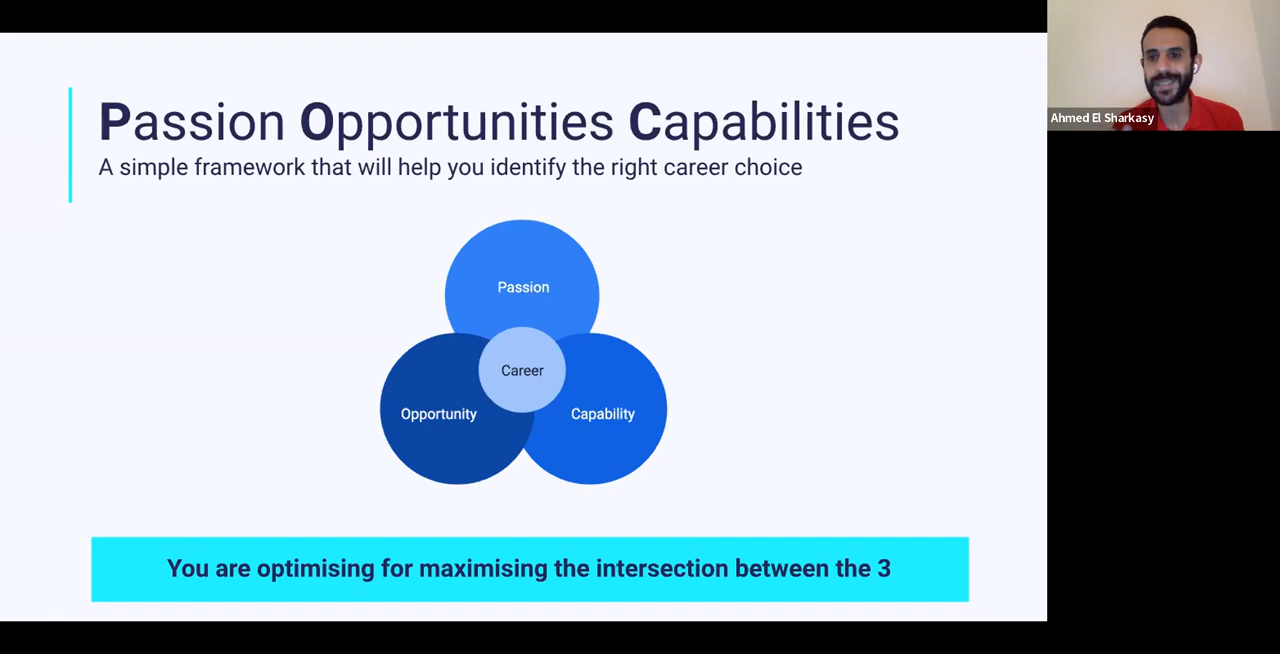 Passion Opportunities Capabilities
A simple framework that will help you identify the right career choice
Passion
Career
Opportunity
Capability
You are optimising for maximising the intersection between the 3
Ahmed El Sharkasy